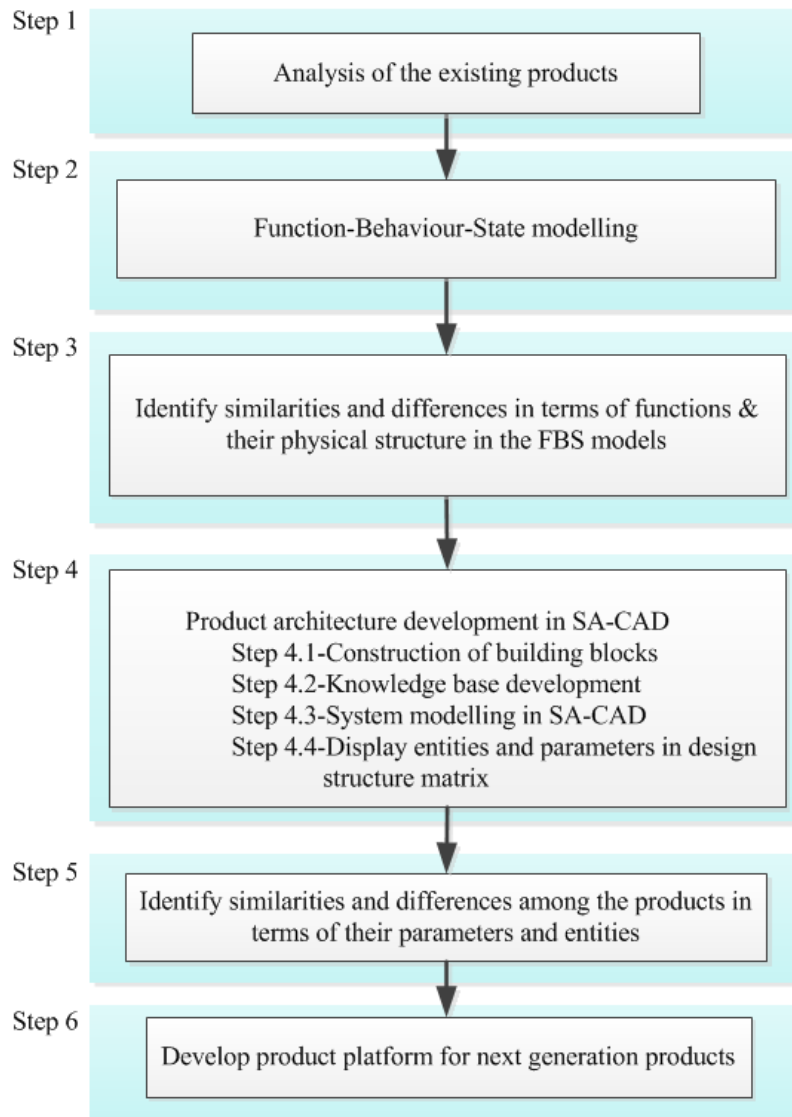 Step 1
Analysis of the existing products
Step 2
Function-Behaviour-State modelling
Step 3
Identify similarities and differences in terms of functions &
their physical structure in the FBS models
Step 4
Product architecture development in SA-CAD
Step 4.1-Construction of building blocks
Step 4.2-Knowledge base development
Step 4.3-System modelling in SA-CAD
Step 4.4-Display entities and parameters in design
structure matrix
Step 5
Identify similarities and differences among the products in
terms of their parameters and entities
Step 6
Develop product platform for next generation products